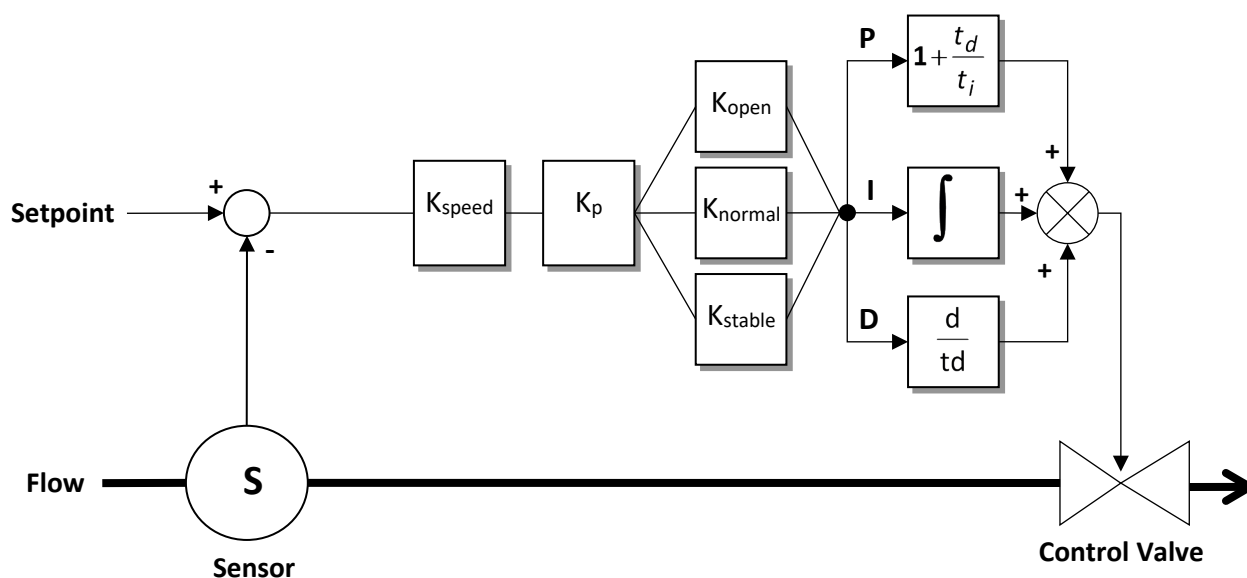 P
1+ t_d
t_i
K_open
+
Setpoint
-
K_speed
K_p
K_normal
I
∫
+
+
K_stable
D
d
td
+
Flow
S
Sensor
Control Valve